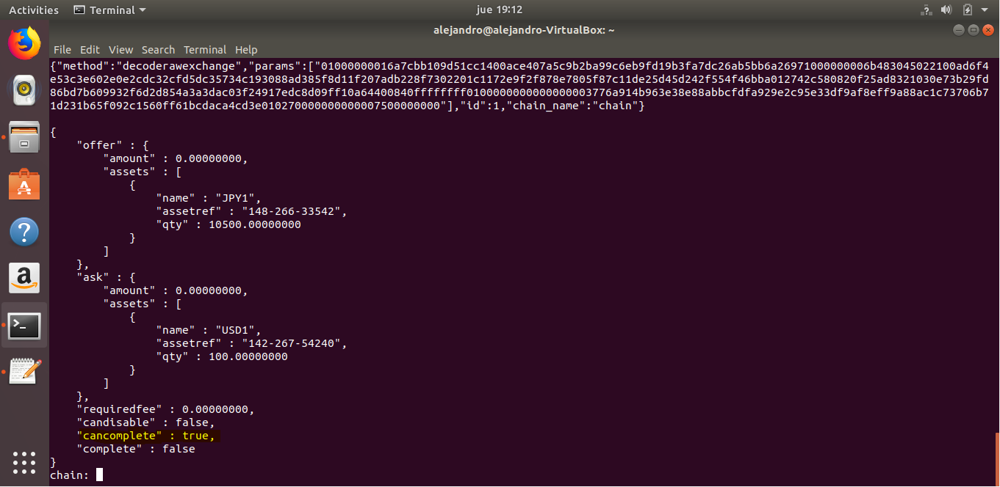 Activities Terminal jue 19:12
alejandro@alejandro-VirtualBox: ~
File Edit View Search Terminal Help
{"method":"decoderawexchange","params":["01000000016a7cbb109d51cc1400ace407a5c9b2ba99c6eb9fd19b3fa7dc26ab5bb6a26971000000006b483045022100ad6f4
e53c3e602e0e2cdc32cfd5dc35734c193088ad385f8d11f207adb228f7302201c1172e9f2f878e7805f87c11de25d45d242f554f46bba012742c580820f25ad8321030e73b29fd
86bd7b609932f6d2d854a3a3dac03f24917edc8d09ff10a64400840ffffffff0100000000000000003776a914b963e38e88abbcfdfa929e2c95e33df9af8eff9a88ac1c73706b7
1d231b65f092c1560ff61bcdaca4cd3e0102700000000000007500000000"],"id":1,"chain_name":"chain"}
{
"offer" : {
"amount" : 0.00000000,
"assets" : [
{
"name" : "JPY1",
"assetref" : "148-266-33542",
"qty" : 10500.00000000
}
]
},
"ask" : {
"amount" : 0.00000000,
"assets" : [
{
"name" : "USD1",
"assetref" : "142-267-54240",
"qty" : 100.00000000
}
]
},
"requiredfee" : 0.00000000,
"candisable" : false,
"cancomplete" : true,
"complete" : false
}
chain: